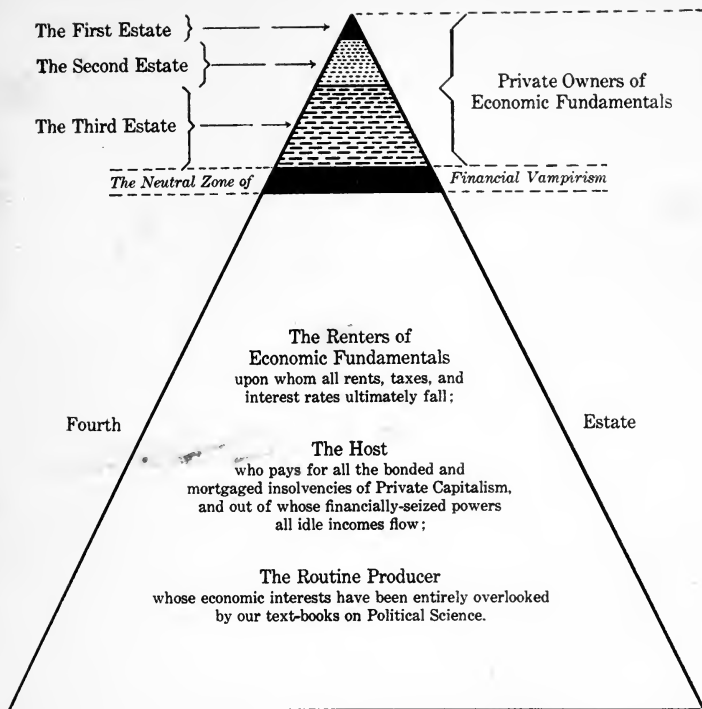 The First Estate
The Second Estate
Private Owners of
Economic Fundamentals
The Third Estate
The Neutral Zone of Financial Vampirism
The Renters of
Economic Fundamentals
upon whom all rents, taxes, and
interest rates ultimately fall;
Fourth Estate
The Host
who pays for all the bonded and
mortgaged insolvencies of Private Capitalism,
and out of whose financially-seized powers
all idle incomes flow;
The Routine Producer
whose economic interests have been entirely overlooked
by our text-books on Political Science.